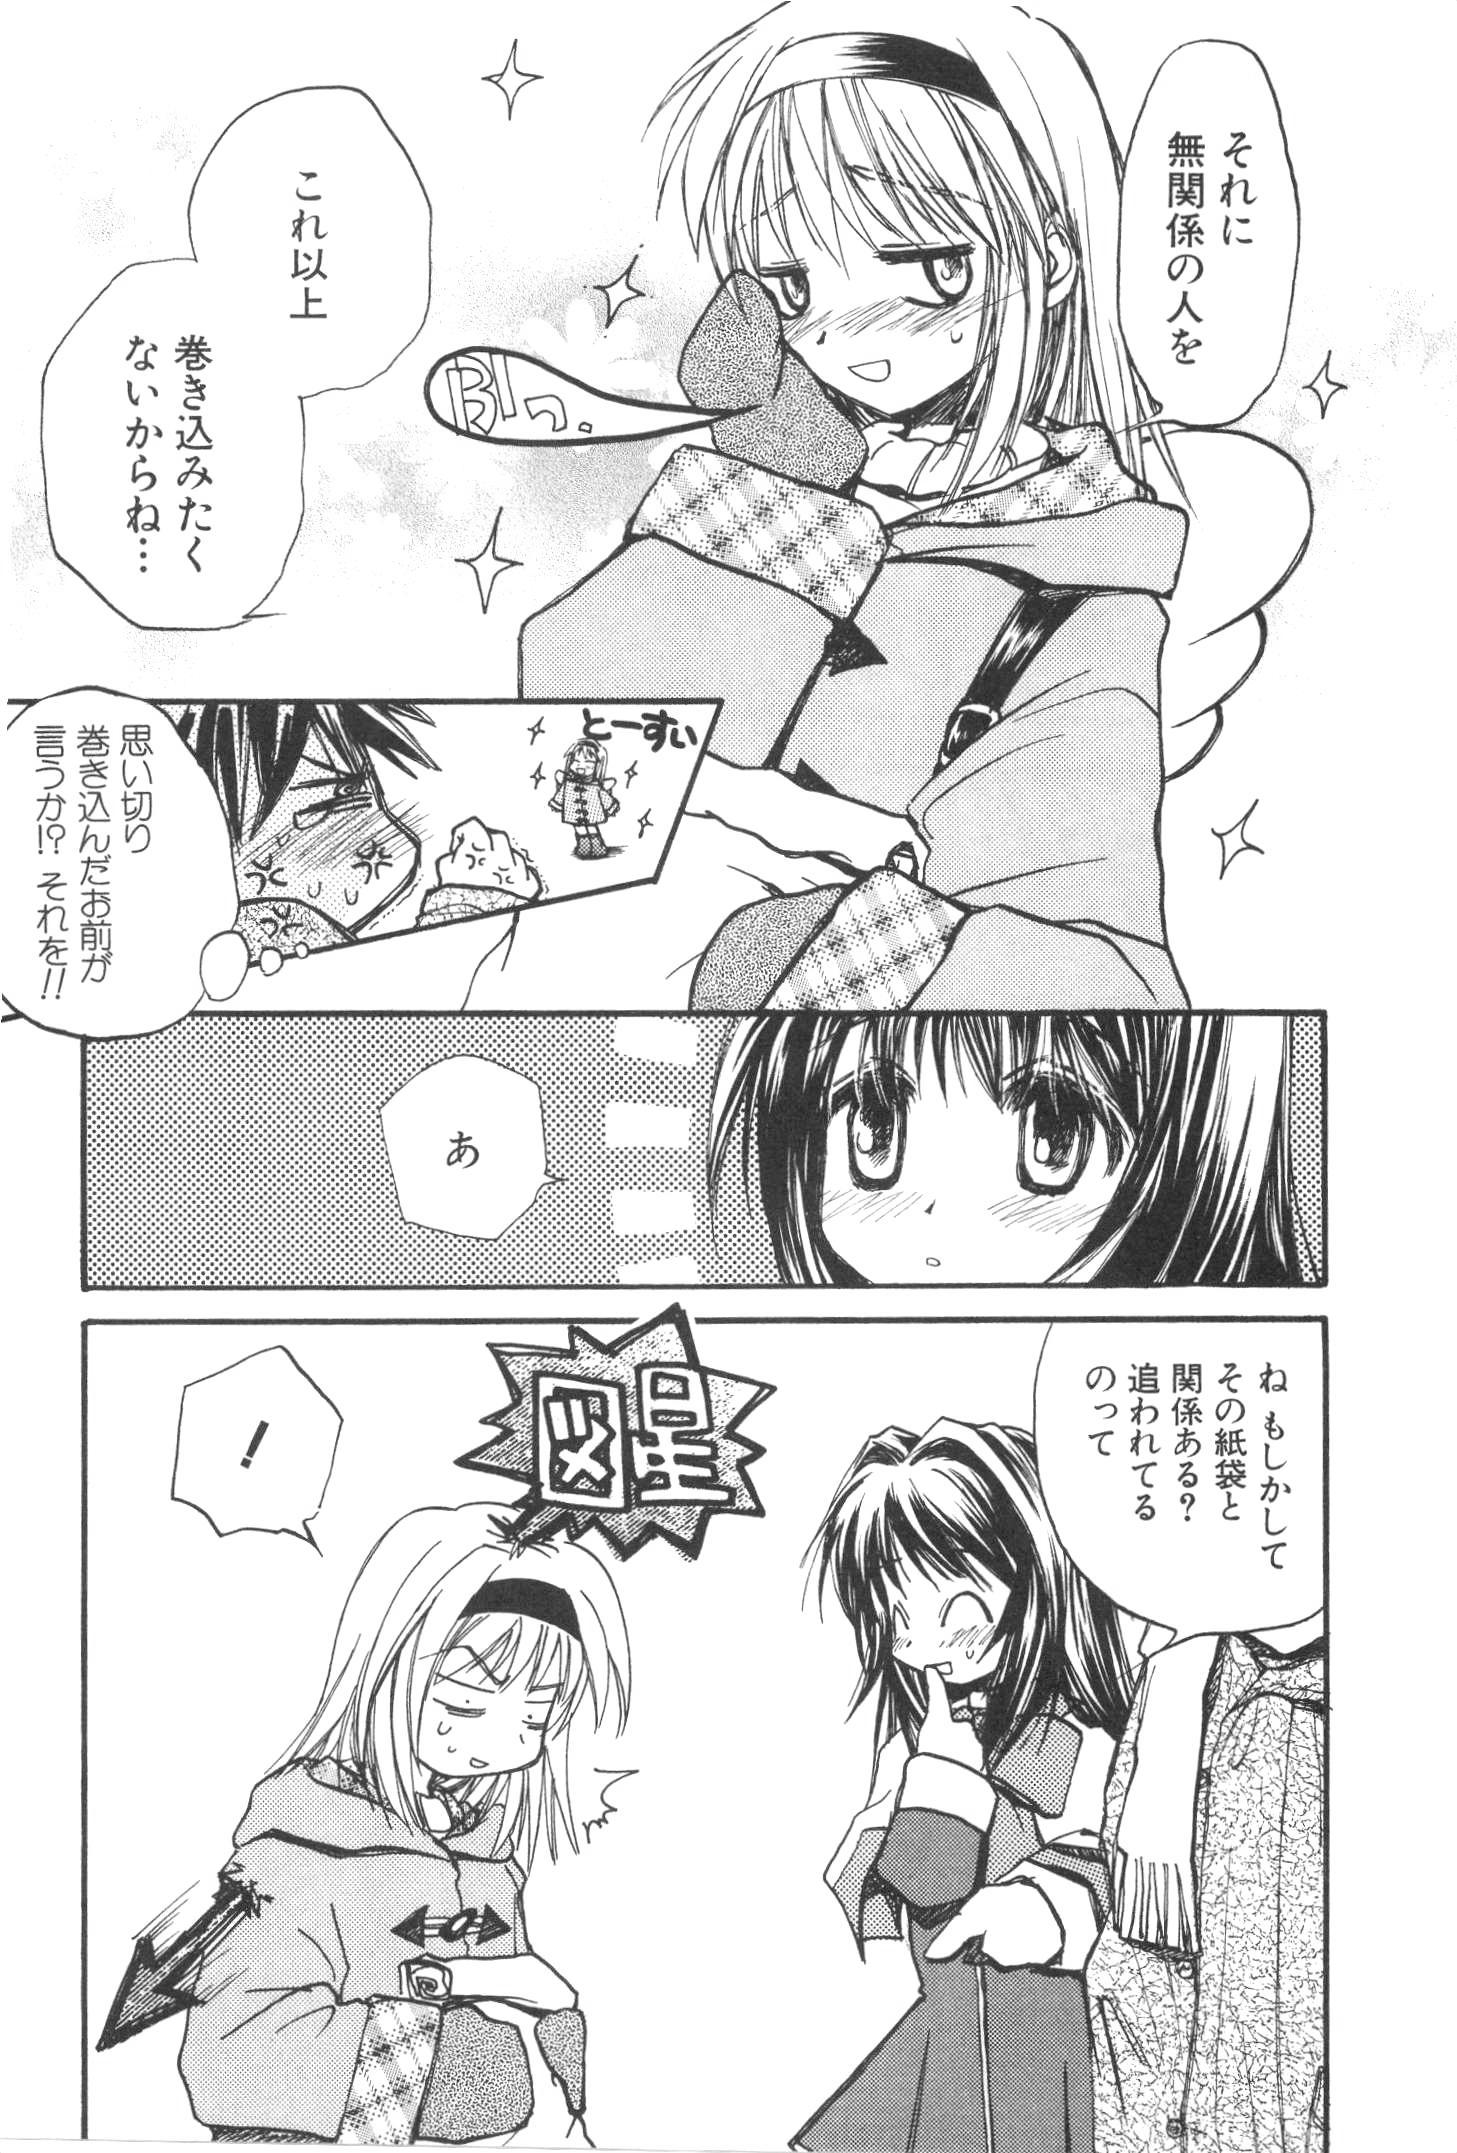 それに
無関係の人を
これ以上
巻き込みたく
ないからね…
とーすい
思い切り
巻き込んだお前が
言うか!? それを!!
あ
ね もしかして
その紙袋と
関係ある?
追われてる
のって
図星
!